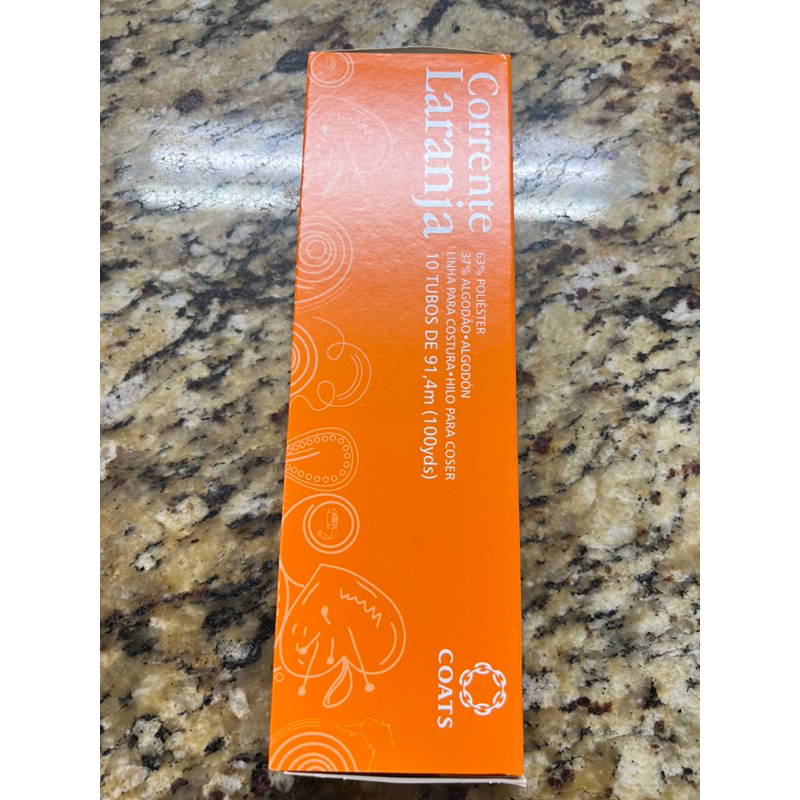 Corrente
Laranja
63% POLIÉSTER
37% ALGODÃO•ALGODÓN
LINHA PARA COSTURA•HILO PARA COSER
10 TUBOS DE 91,4m (100yds)
COATS